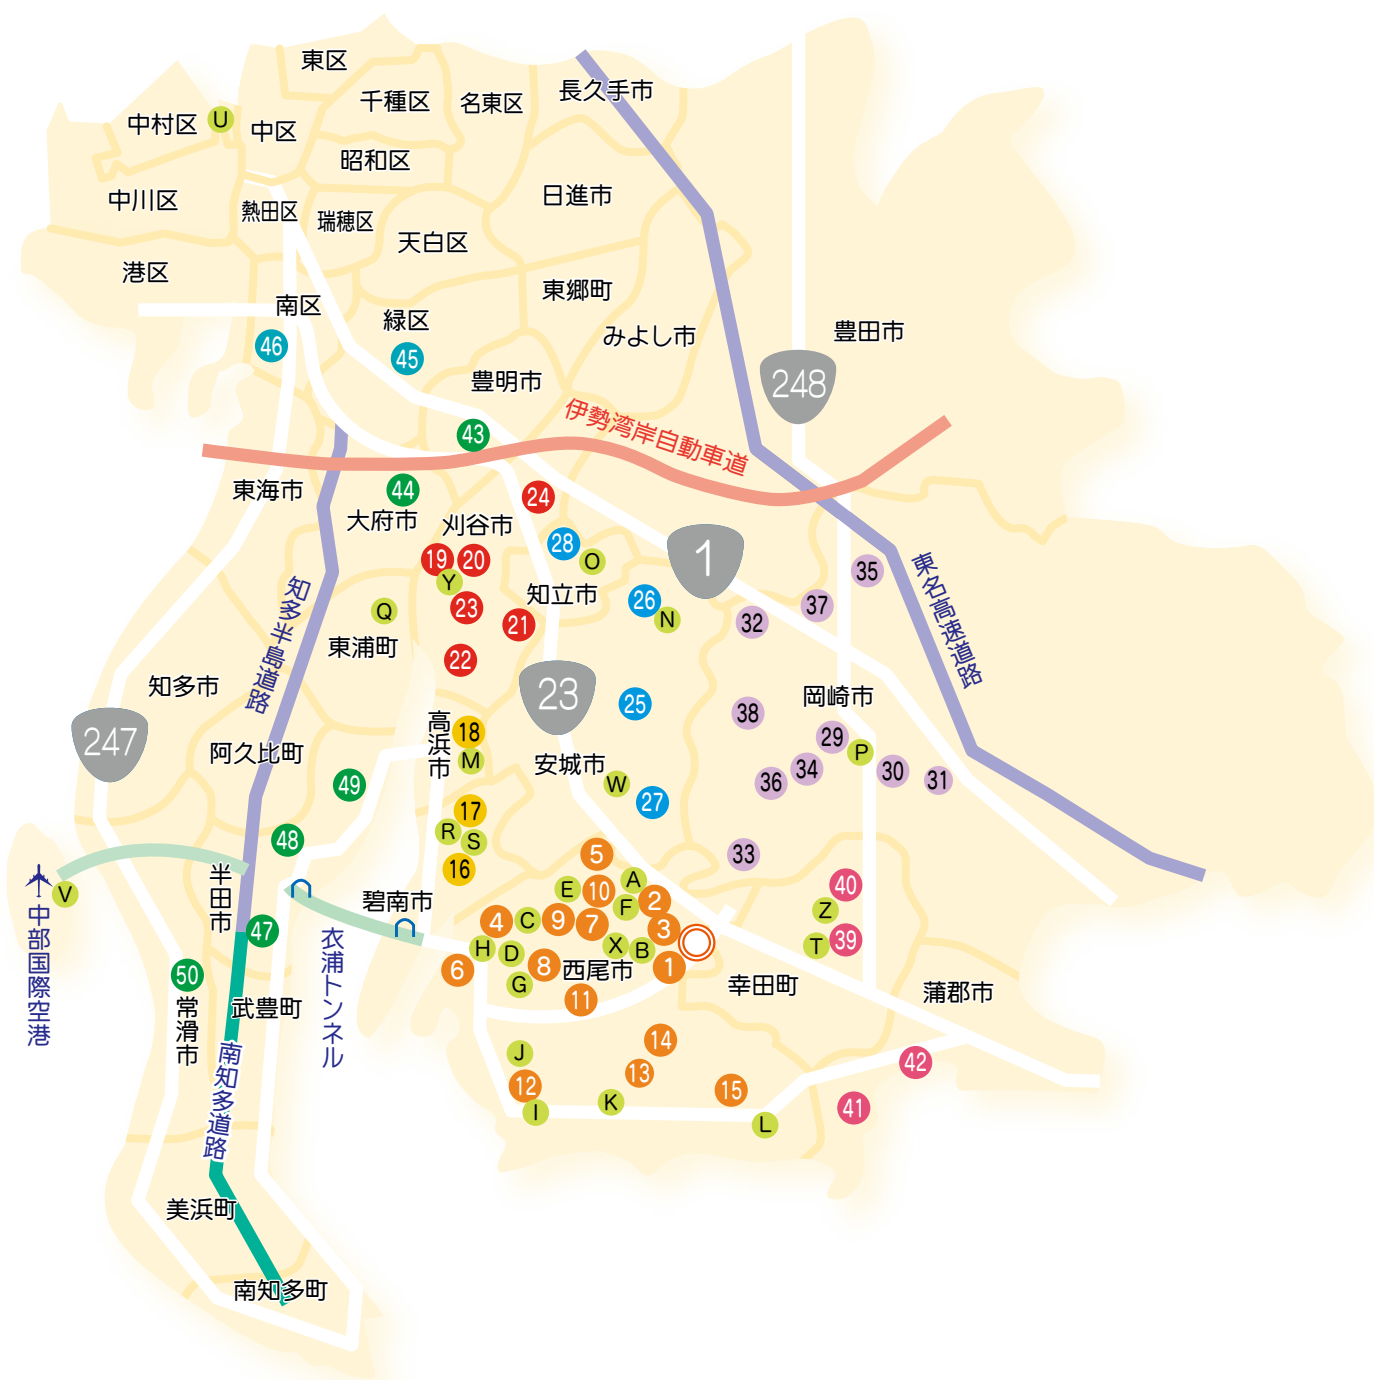 東区
千種区
名東区
長久手市
中村区
U
中区
昭和区
日進市
中川区
熱田区
瑞穂区
天白区
港区
東郷町
南区
緑区
みよし市
豊田市
46
45
豊明市
248
伊勢湾岸自動車道
43
東海市
44
24
大府市
刈谷市
28
O
1
19
20
Y
知立市
26
N
35
東名高速道路
37
32
知多半島道路
Q
23
21
東浦町
22
知多市
23
25
岡崎市
247
高浜市
18
M
38
29
P
阿久比町
安城市
W
36
34
30
31
49
17
27
R
S
48
16
5
33
V
中部国際空港
半田市
碧南市
E
10
A
F
2
40
Z
47
衣浦トンネル
4
C
9
7
3
H
D
X
B
T
39
50
6
G
8
西尾市
1
幸田町
蒲郡市
常滑市
武豊町
11
南知多道路
J
14
13
12
I
K
15
L
42
41
美浜町
南知多町